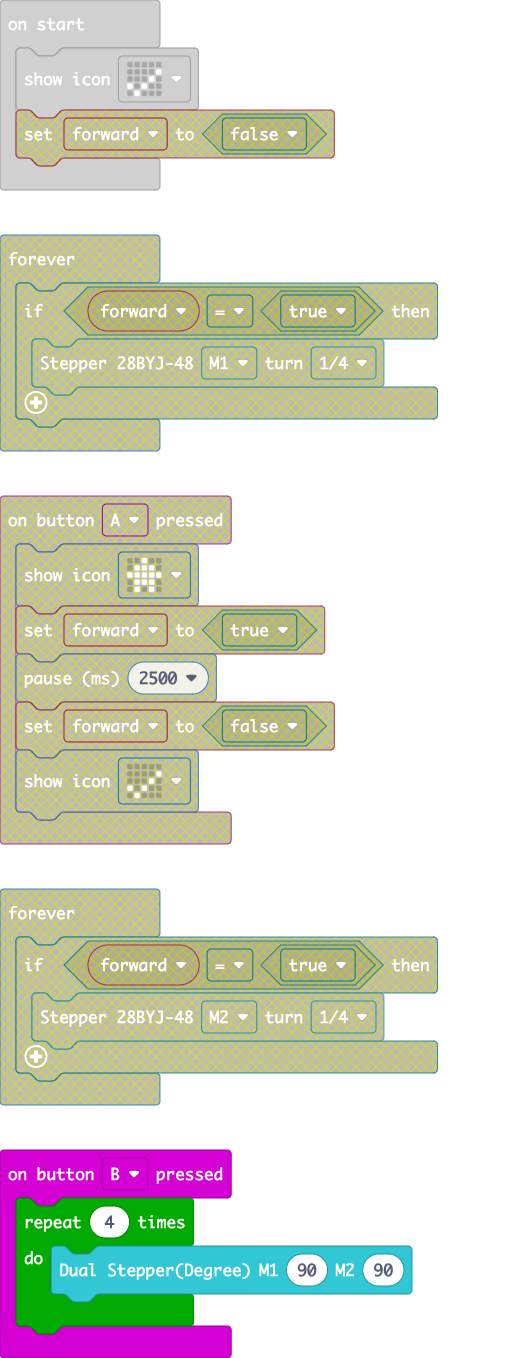 on start
show icon
set forward to false
forever
if forward = true then
Stepper 28BYJ-48 M1 turn 1/4
on button A pressed
show icon
set forward to true
pause (ms) 2500
set forward to false
show icon
forever
if forward = true then
Stepper 28BYJ-48 M2 turn 1/4
on button B pressed
repeat 4 times
do Dual Stepper(Degree) M1 90 M2 90